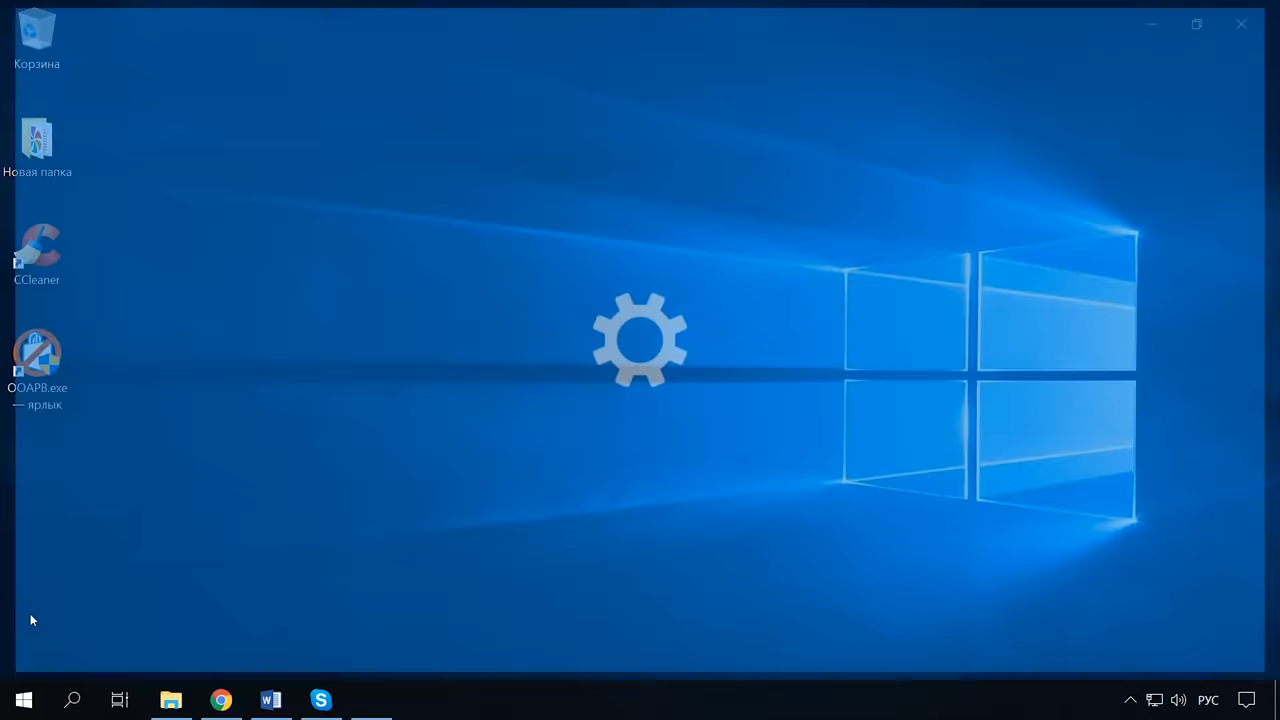 Корзина
Новая папка
CCleaner
OOAPB.exe
— ярлык
РУС